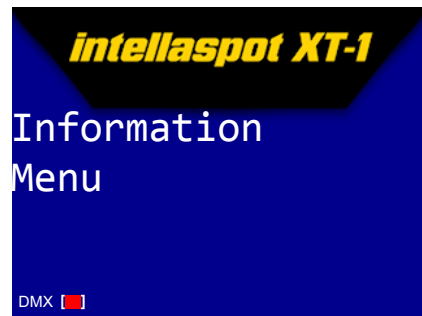 intellaspot XT-1
Information
Menu
DMX []